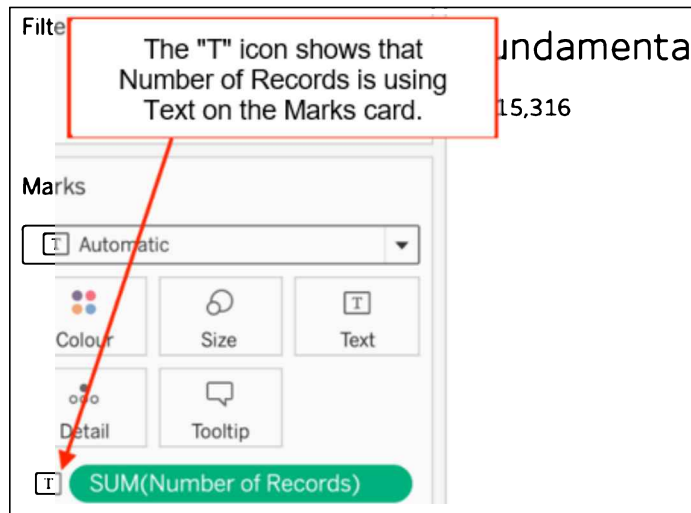 Filte
The "T" icon shows that
Number of Records is using
Text on the Marks card.
undamenta
15,316
Marks
T Automatic
T
Colour Size Text
Detail Tooltip
T SUM(Number of Records)